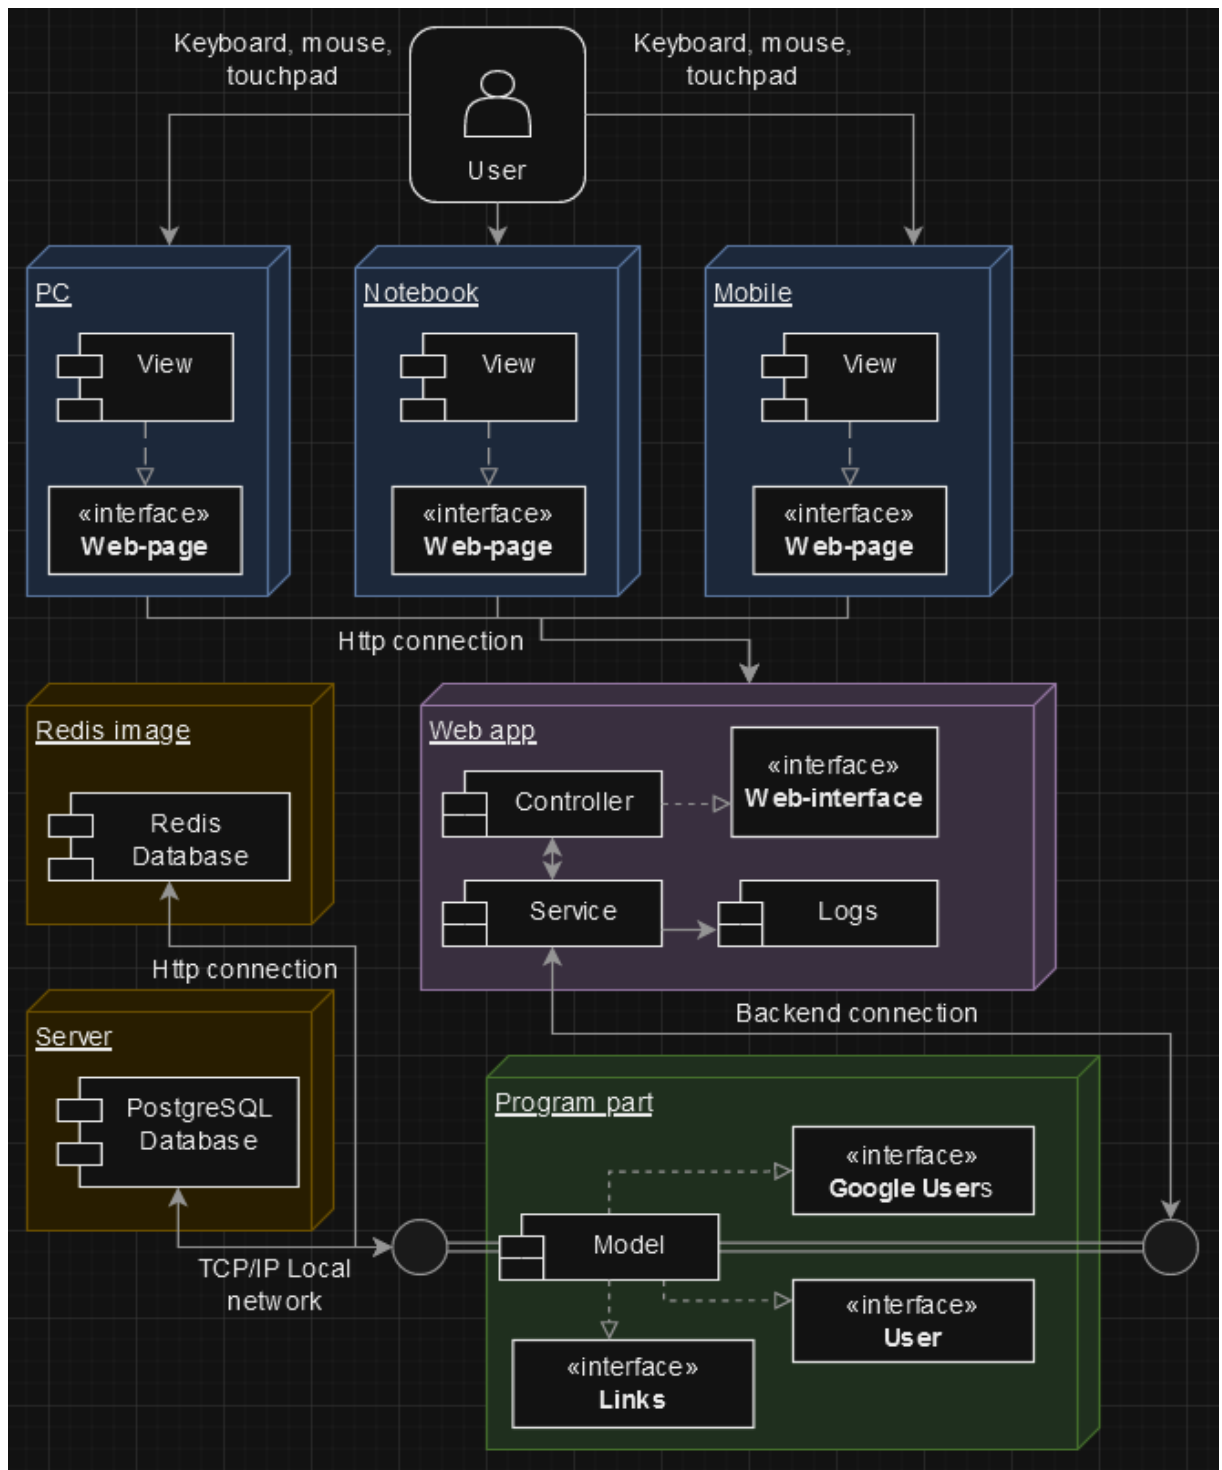 Keyboard, mouse,
touchpad
Keyboard, mouse,
touchpad
User
PC
View
«interface»
Web-page
Notebook
View
«interface»
Web-page
Mobile
View
«interface»
Web-page
Http connection
Redis image
Redis
Database
Web app
Controller
«interface»
Web-interface
Service
Logs
Http connection
Backend connection
Server
PostgreSQL
Database
TCP/IP Local
network
Program part
«interface»
Google Users
Model
«interface»
User
«interface»
Links